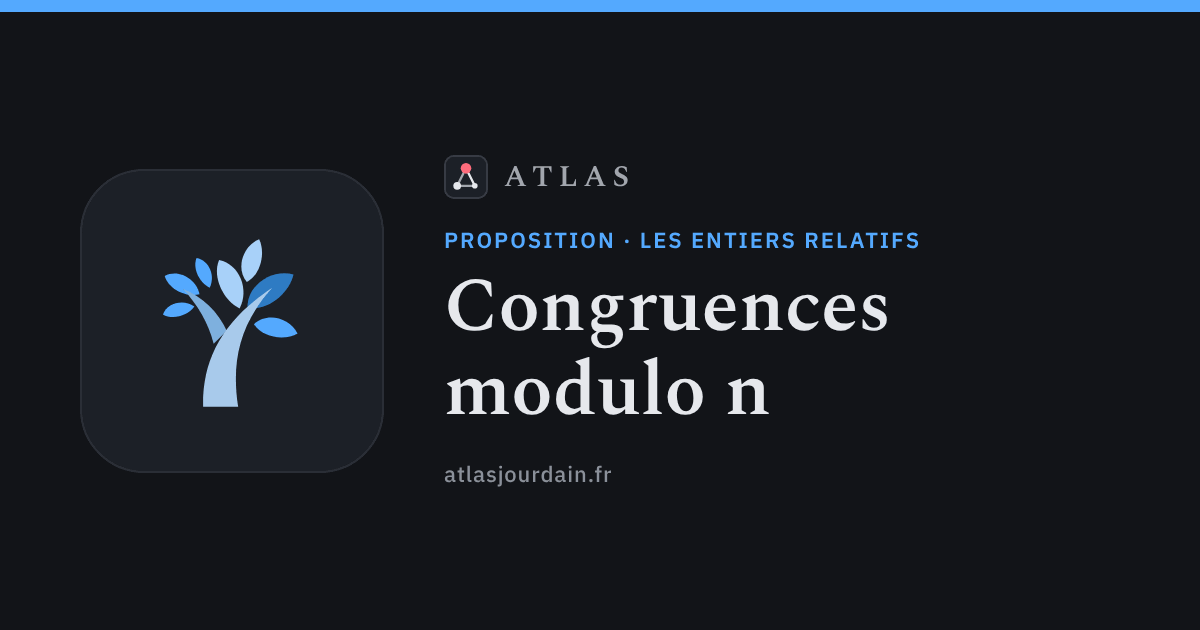 ATLAS
PROPOSITION · LES ENTIERS RELATIFS
Congruences
modulo n
atlasjourdain.fr